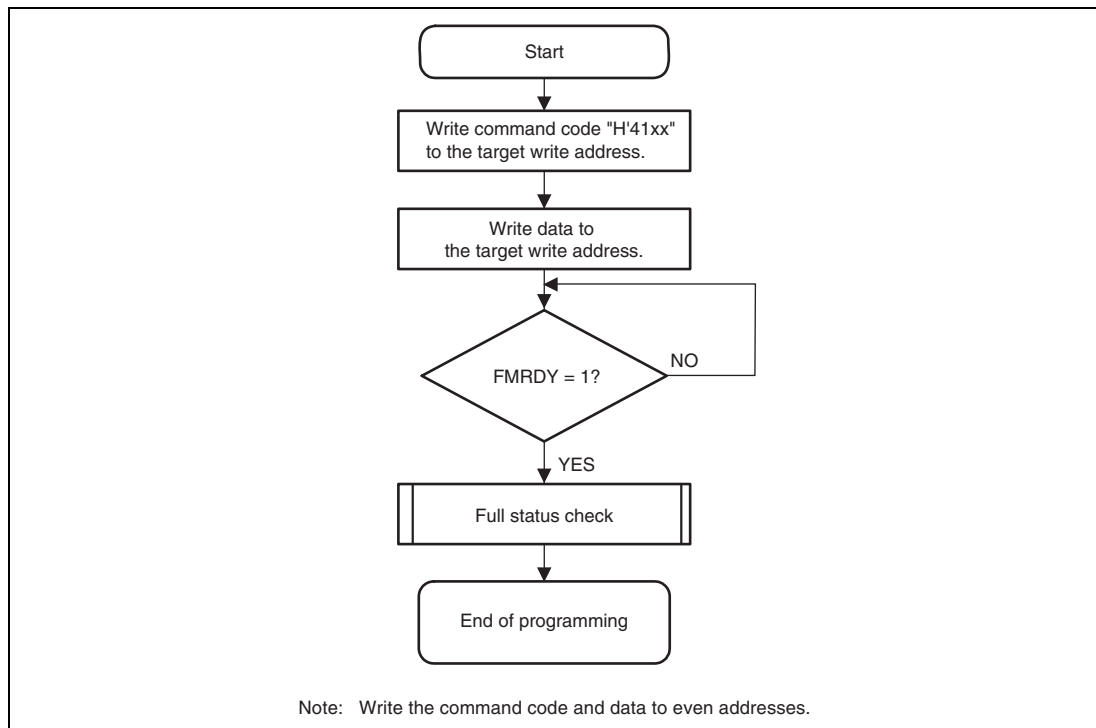 Start
Write command code "H'41xx"
to the target write address.
Write data to
the target write address.
FMRDY = 1?
NO
YES
Full status check
End of programming
Note: Write the command code and data to even addresses.